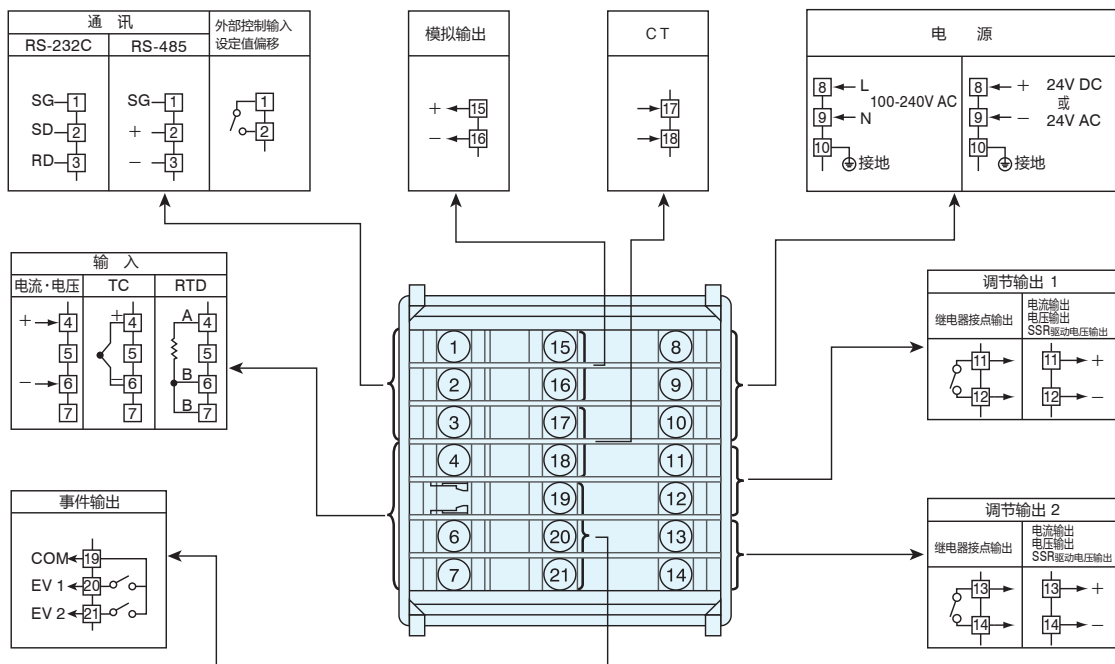 通 讯
RS-232C
RS-485
外部控制输入
设定值偏移
SG 1
SD 2
RD 3
SG 1
+ 2
− 3
1
2
模拟输出
+ 15
− 16
CT
17
18
电 源
8 L
100-240V AC
9 N
10
接地
8 +
24V DC
或
9 −
24V AC
10
接地
输 入
电流·电压
TC
RTD
+ 4
5
− 6
7
+ 4
5
− 6
7
A 4
5
B 6
B 7
1 15 8
2 16 9
3 17 10
4 18 11
19 12
6 20 13
7 21 14
调节输出 1
继电器接点输出
电流输出
电压输出
SSR驱动电压输出
11
12
11 +
12 −
事件输出
COM 19
EV 1 20
EV 2 21
调节输出 2
继电器接点输出
电流输出
电压输出
SSR驱动电压输出
13
14
13 +
14 −